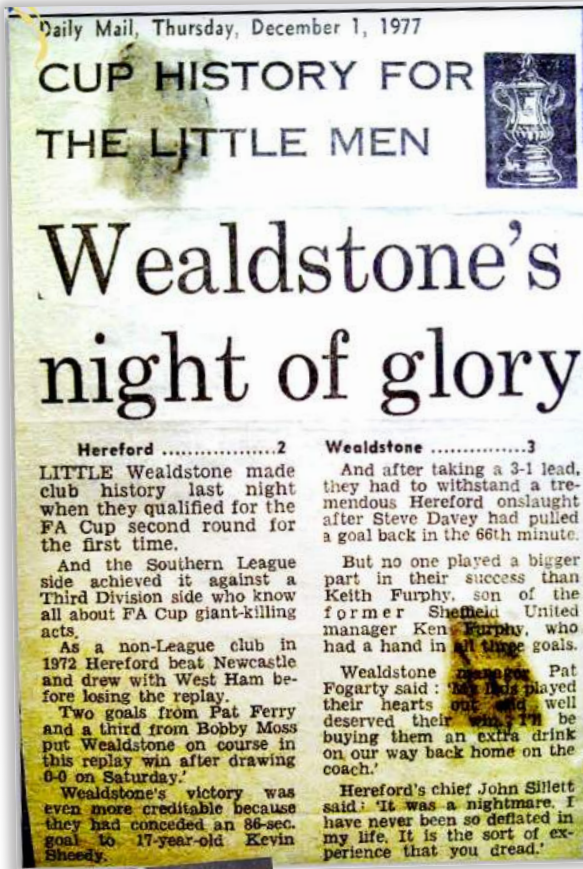 Daily Mail, Thursday, December 1, 1977
CUP HISTORY FOR
THE LITTLE MEN
Wealdstone's
night of glory
Hereford ..................2
LITTLE Wealdstone made
club history last night
when they qualified for the
FA Cup second round for
the first time.
And the Southern League
side achieved it against a
Third Division side who know
all about FA Cup giant-killing
acts.
As a non-League club in
1972 Hereford beat Newcastle
and drew with West Ham be-
fore losing the replay.
Two goals from Pat Ferry
and a third from Bobby Moss
put Wealdstone on course in
this replay win after drawing
0-0 on Saturday.'
Wealdstone's victory was
even more creditable because
they had conceded an 86-sec.
goal to 17-year-old Kevin
Sheedy.
Wealdstone ...............3
And after taking a 3-1 lead,
they had to withstand a tre-
mendous Hereford onslaught
after Steve Davey had pulled
a goal back in the 66th minute.
But no one played a bigger
part in their success than
Keith Furphy, son of the
former Sheffield United
manager Ken Furphy, who
had a hand in all three goals.
Wealdstone manager Pat
Fogarty said : 'My lads played
their hearts out and well
deserved their win. I'll be
buying them an extra drink
on our way back home on the
coach.'
Hereford's chief John Sillett
said: 'It was a nightmare. I
have never been so deflated in
my life. It is the sort of ex-
perience that you dread.'